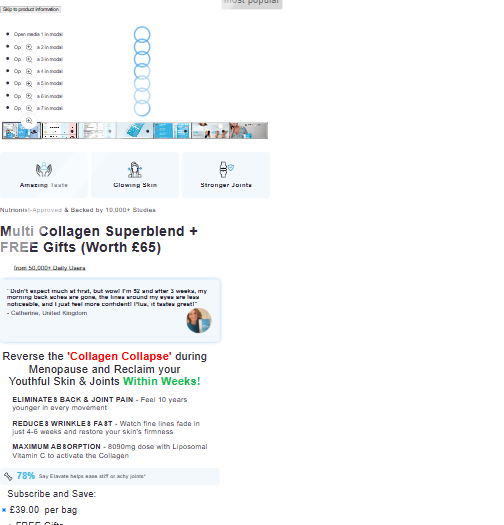 most popular
Skip to product information
Open media 1 in modal
Op a 2 in modal
Op a 3 in modal
Op a 4 in modal
Op a 5 in modal
Op a 6 in modal
Op a 7 in modal
Amazing Taste
Glowing Skin
Stronger Joints
Nutrionist-Approved & Backed by 10,000+ Studies
Multi Collagen Superblend +
FREE Gifts (Worth £65)
from 50,000+ Daily Users
"Didn't expect much at first, but wow! I'm 52 and after 3 weeks, my
morning back aches are gone, the lines around my eyes are less
noticeable, and I just feel more confident! Plus, it tastes great!"
- Catherine, United Kingdom
Reverse the 'Collagen Collapse' during
Menopause and Reclaim your
Youthful Skin & Joints Within Weeks!
ELIMINATES BACK & JOINT PAIN - Feel 10 years
younger in every movement
REDUCES WRINKLES FAST - Watch fine lines fade in
just 4-6 weeks and restore your skin's firmness
MAXIMUM ABSORPTION - 8090mg dose with Liposomal
Vitamin C to activate the Collagen
78% Say Elavate helps ease stiff or achy joints*
Subscribe and Save:
£39.00 per bag
+ FREE Gifts